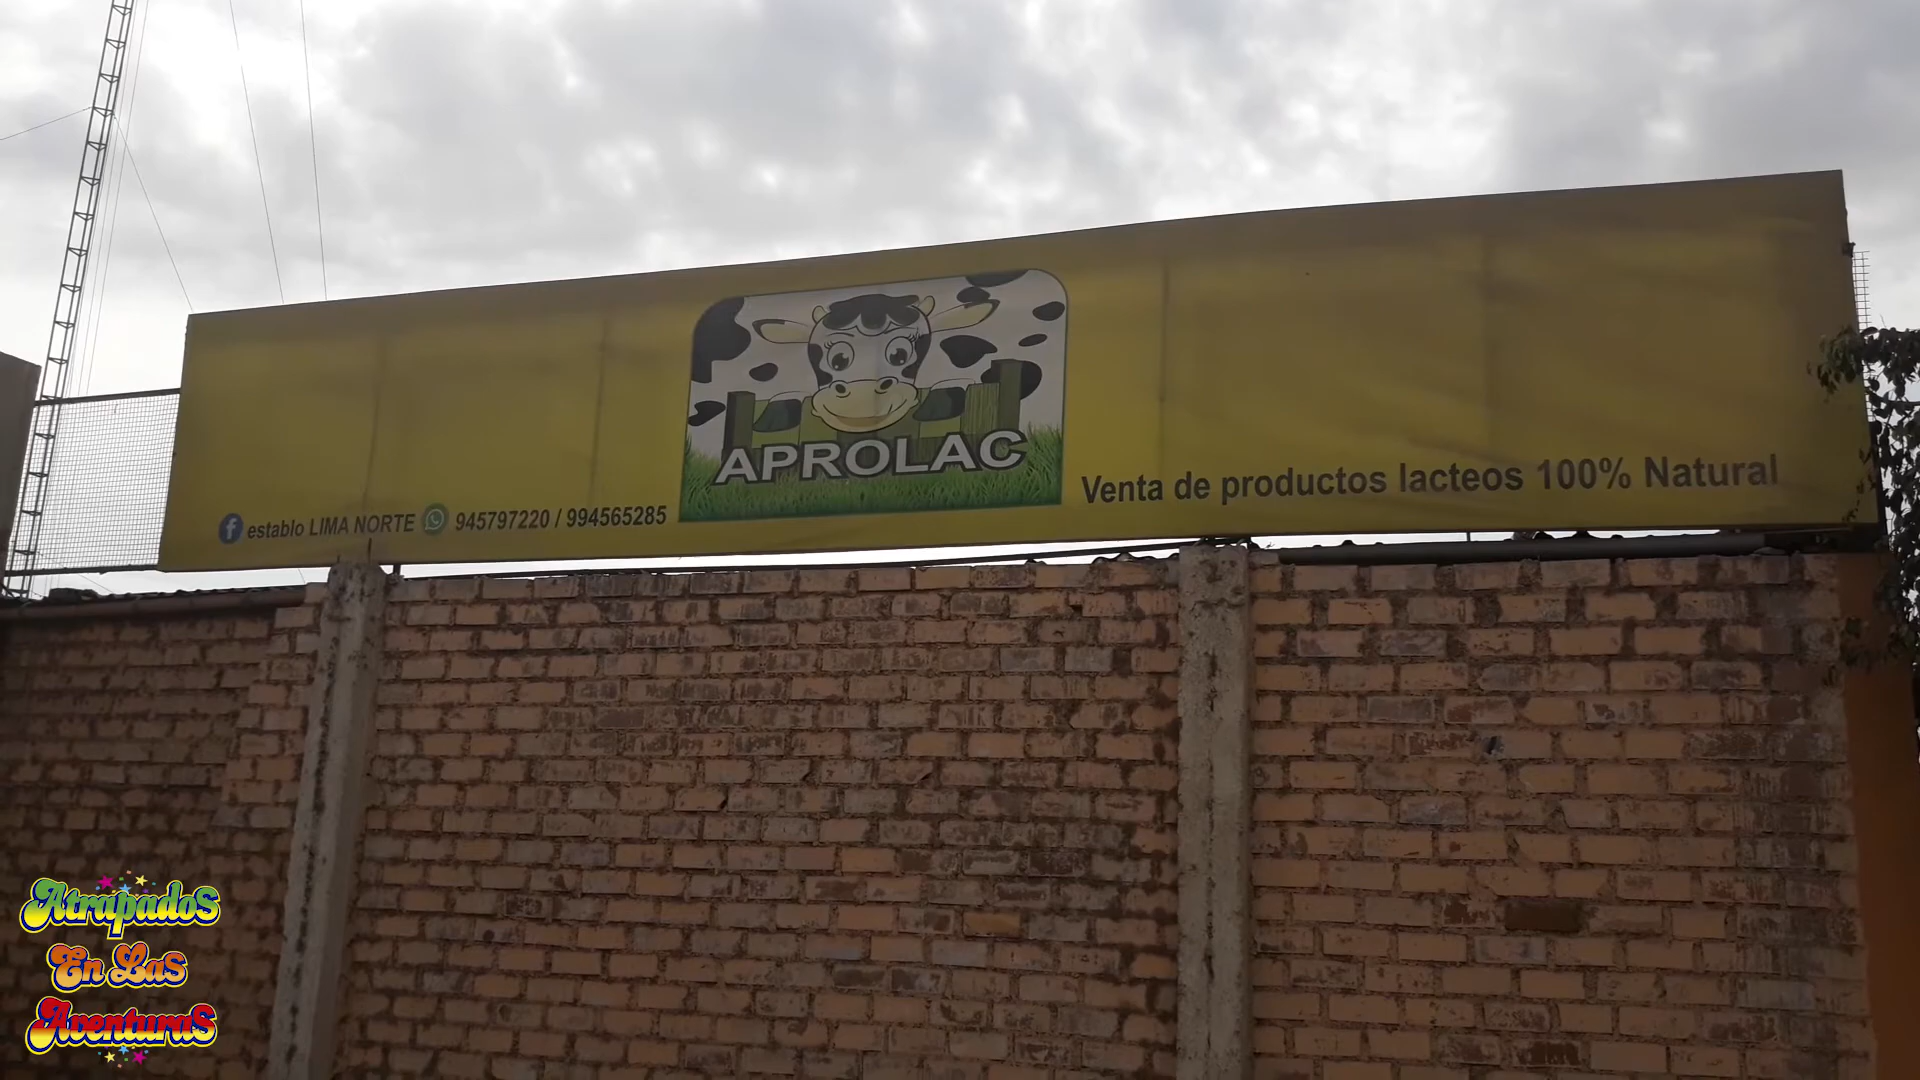 APROLAC
Venta de productos lacteos 100% Natural
establo LIMA NORTE 945797220 / 994565285
Atrapados
En Las
Aventuras